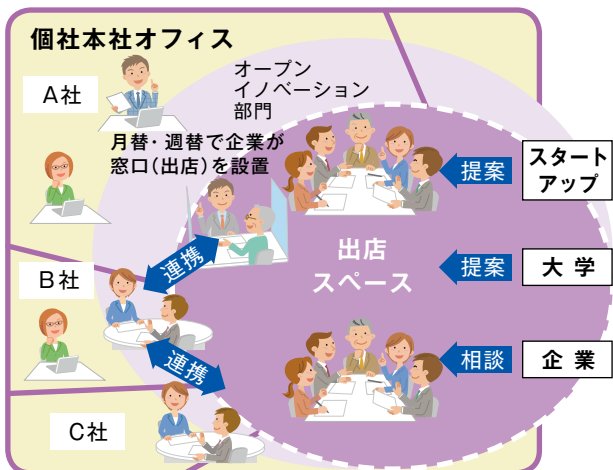 個社本社オフィス
A社
オープン
イノベーション
部門
月替・週替で企業が
窓口(出店)を設置
スタート
アップ
提案
出店
スペース
連携
B社
提案
大学
連携
相談
企業
C社